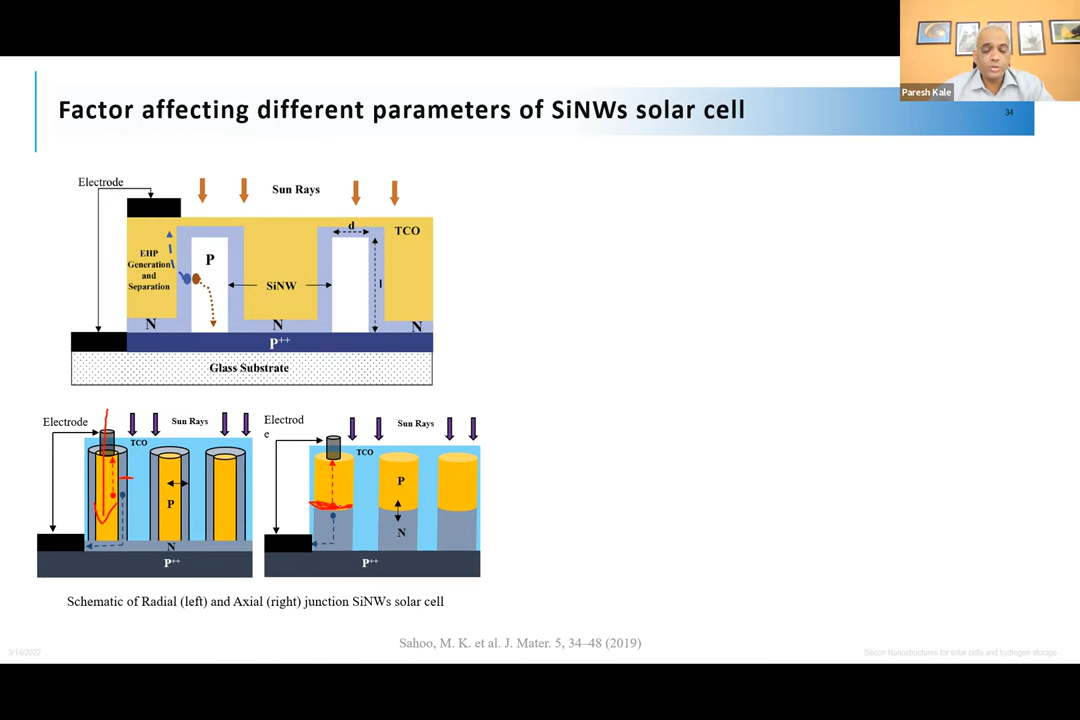 Paresh Kale
Factor affecting different parameters of SiNWs solar cell
34
Electrode
Sun Rays
d
TCO
EHP
Generation
and
Separation
P
SiNW
l
N
N
N
P++
Glass Substrate
Electrode
Sun Rays
TCO
P
N
P++
Electrod
e
Sun Rays
TCO
P
N
P++
Schematic of Radial (left) and Axial (right) junction SiNWs solar cell
Sahoo, M. K. et al. J. Mater. 5, 34–48 (2019)
3/14/2022
Silicon Nanostructures for solar cells and hydrogen storage